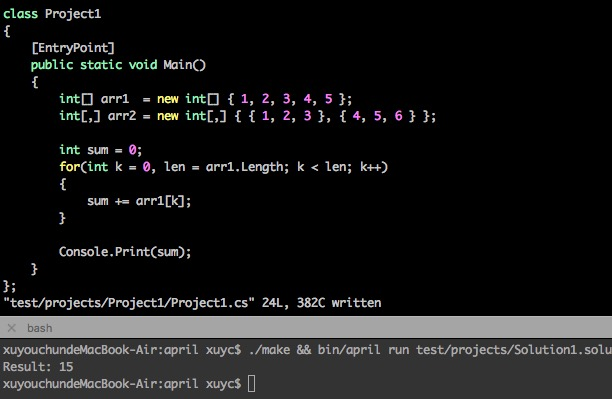 class Project1
{
    [EntryPoint]
    public static void Main()
    {
        int[] arr1  = new int[] { 1, 2, 3, 4, 5 };
        int[,] arr2 = new int[,] { { 1, 2, 3 }, { 4, 5, 6 } };

        int sum = 0;
        for(int k = 0, len = arr1.Length; k < len; k++)
        {
            sum += arr1[k];
        }

        Console.Print(sum);
    }
};
"test/projects/Project1/Project1.cs" 24L, 382C written
× bash
xuyouchundeMacBook-Air:april xuyc$ ./make && bin/april run test/projects/Solution1.solu
Result: 15
xuyouchundeMacBook-Air:april xuyc$